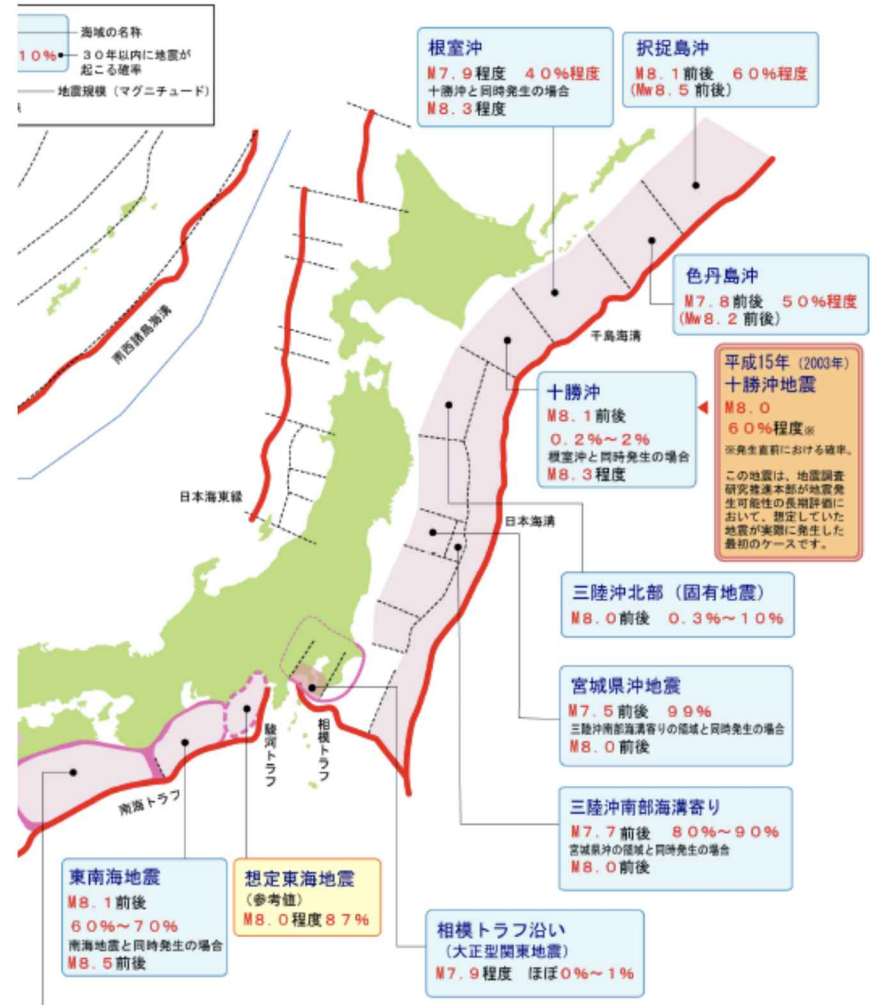 海域の名称
10%
30年以内に地震が
起こる確率
地震規模（マグニチュード）
根室沖
M7.9程度 40%程度
十勝沖と同時発生の場合
M8.3程度
択捉島沖
M8.1前後 60%程度
(Mw8.5前後)
色丹島沖
M7.8前後 50%程度
(Mw8.2前後)
千島海溝
南西諸島海溝
平成15年（2003年）
十勝沖地震
M8.0
60%程度※
※発生直前における確率。
この地震は、地震調査
研究推進本部が地震発
生可能性の長期評価に
おいて、想定していた
地震が実際に発生した
最初のケースです。
十勝沖
M8.1前後
0.2%～2%
根室沖と同時発生の場合
M8.3程度
日本海東縁
日本海溝
三陸沖北部（固有地震）
M8.0前後 0.3%～10%
宮城県沖地震
M7.5前後 99%
三陸沖南部海溝寄りの領域と同時発生の場合
M8.0前後
三陸沖南部海溝寄り
M7.7前後 80%～90%
宮城県沖の領域と同時発生の場合
M8.0前後
駿河トラフ
相模トラフ
南海トラフ
東南海地震
M8.1前後
60%～70%
南海地震と同時発生の場合
M8.5前後
想定東海地震
（参考値）
M8.0程度87%
相模トラフ沿い
（大正型関東地震）
M7.9程度 ほぼ0%～1%